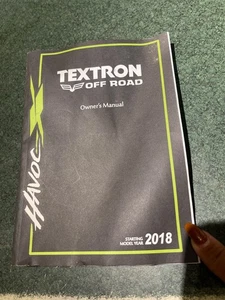 TEXTRON
OFF ROAD
Owner's Manual
HAVOC X
STARTING
MODEL YEAR 2018